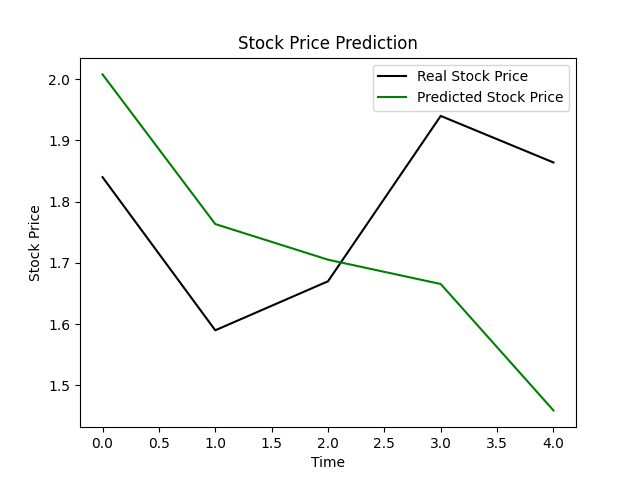 Stock Price Prediction
Real Stock Price
Predicted Stock Price
Stock Price
2.0
1.9
1.8
1.7
1.6
1.5
0.0 0.5 1.0 1.5 2.0 2.5 3.0 3.5 4.0
Time